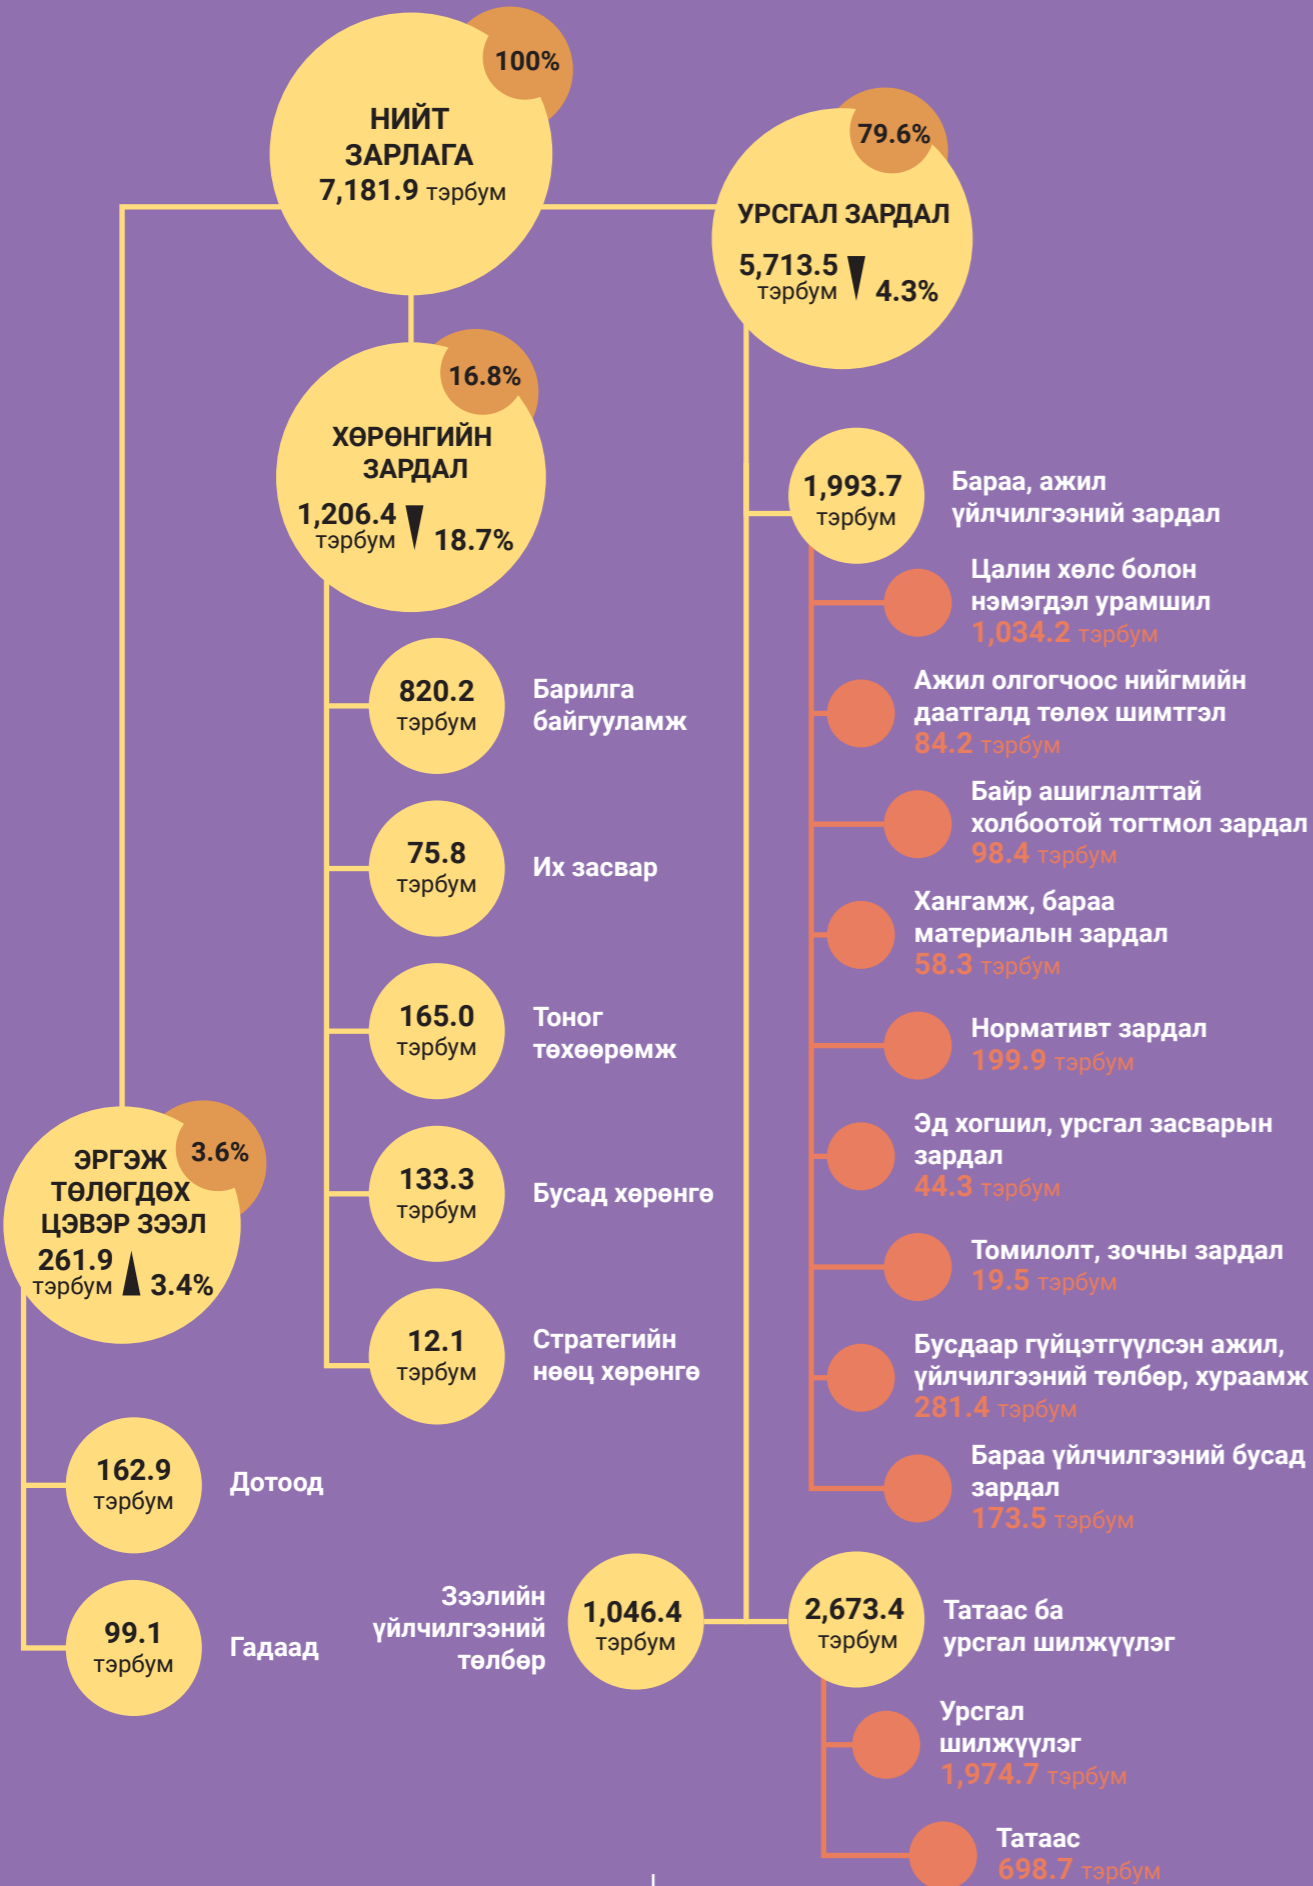 100%
НИЙТ
ЗАРЛАГА
7,181.9 тэрбум
79.6%
УРСГАЛ ЗАРДАЛ
5,713.5
тэрбум
4.3%
16.8%
ХӨРӨНГИЙН
ЗАРДАЛ
1,206.4
тэрбум
18.7%
820.2
тэрбум
Барилга
байгууламж
75.8
тэрбум
Их засвар
165.0
тэрбум
Тоног
төхөөрөмж
133.3
тэрбум
Бусад хөрөнгө
12.1
тэрбум
Стратегийн
нөөц хөрөнгө
3.6%
ЭРГЭЖ
ТӨЛӨГДӨХ
ЦЭВЭР ЗЭЭЛ
261.9
тэрбум
3.4%
162.9
тэрбум
Дотоод
99.1
тэрбум
Гадаад
1,993.7
тэрбум
Бараа, ажил
үйлчилгээний зардал
Цалин хөлс болон
нэмэгдэл урамшил
1,034.2 тэрбум
Ажил олгогчоос нийгмийн
даатгалд төлөх шимтгэл
84.2 тэрбум
Байр ашиглалттай
холбоотой тогтмол зардал
98.4 тэрбум
Хангамж, бараа
материалын зардал
58.3 тэрбум
Нормативт зардал
199.9 тэрбум
Эд хогшил, урсгал засварын
зардал
44.3 тэрбум
Томилолт, зочны зардал
19.5 тэрбум
Бусдаар гүйцэтгүүлсэн ажил,
үйлчилгээний төлбөр, хураамж
281.4 тэрбум
Бараа үйлчилгээний бусад
зардал
173.5 тэрбум
Зээлийн
үйлчилгээний
төлбөр
1,046.4
тэрбум
2,673.4
тэрбум
Татаас ба
урсгал шилжүүлэг
Урсгал
шилжүүлэг
1,974.7 тэрбум
Татаас
698.7 тэрбум